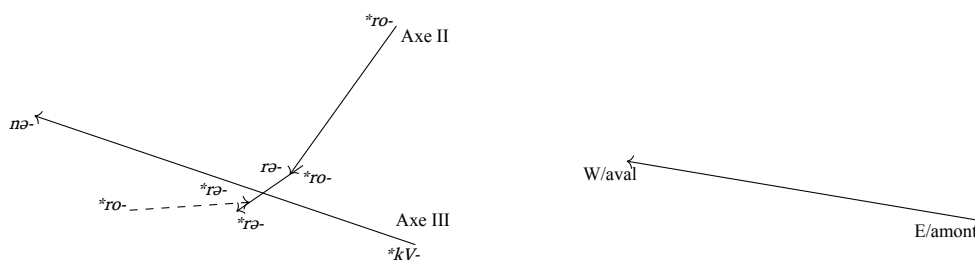 *ro-
Axe II
nə-
rə-
*ro-
*rə-
*ro-
*rə-
Axe III
*kV-
W/aval
E/amont